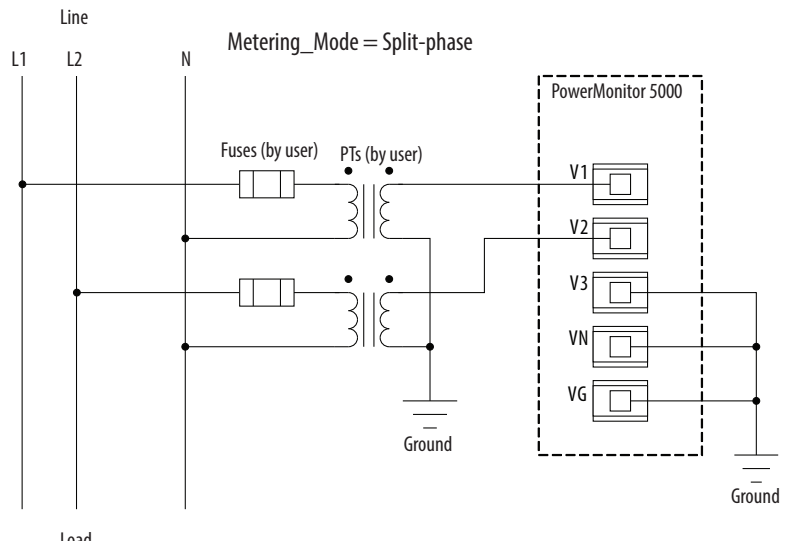 Line
Metering_Mode = Split-phase
L1 L2 N
PowerMonitor 5000
Fuses (by user) PTs (by user)
V1
V2
V3
VN
VG
Ground
Ground
Load